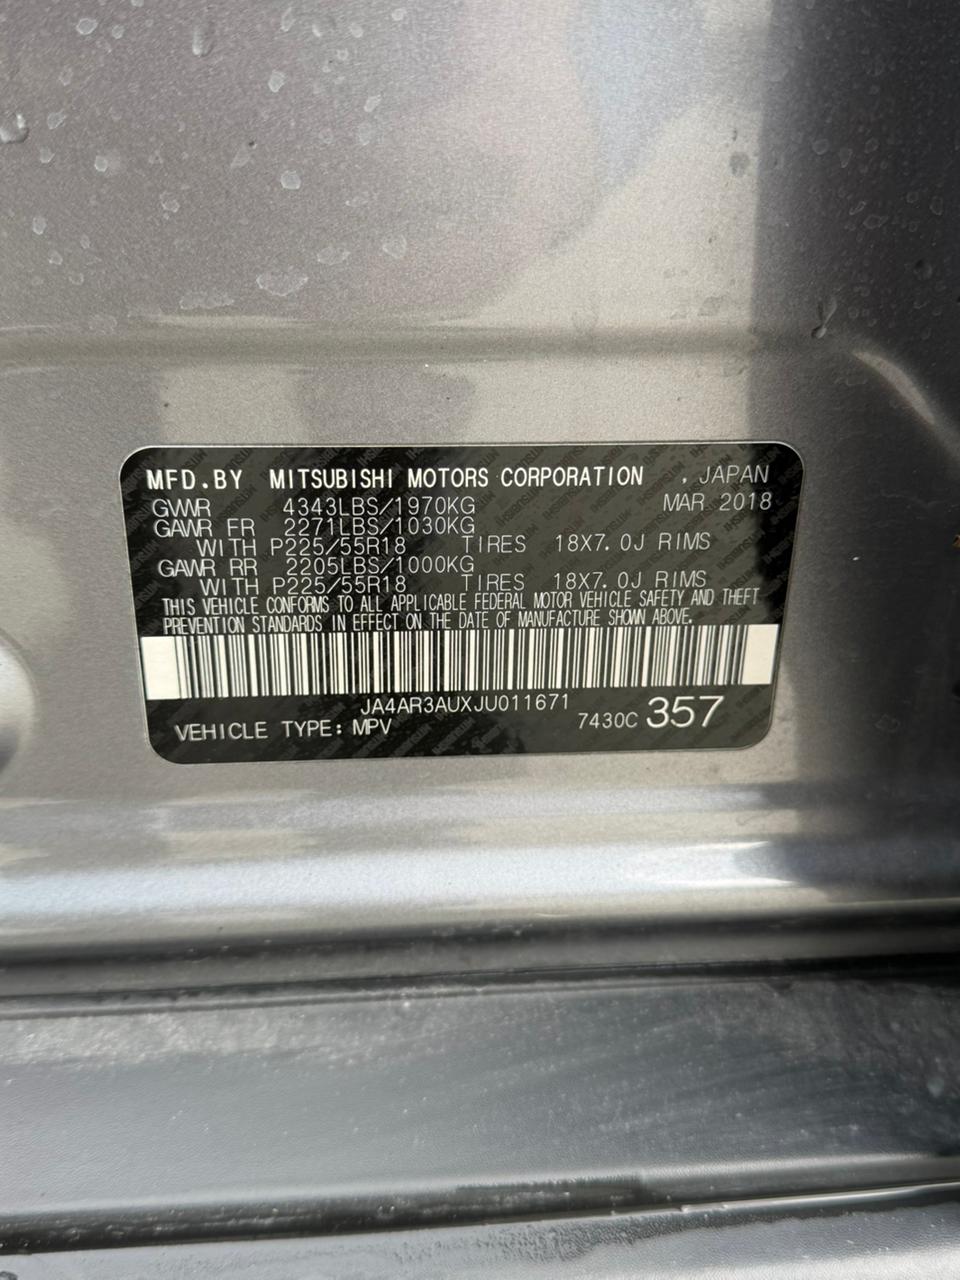 MFD.BY MITSUBISHI MOTORS CORPORATION , JAPAN
GVWR 4343LBS/1970KG MAR 2018
GAWR FR 2271LBS/1030KG
WITH P225/55R18 TIRES 18X7.0J RIMS
GAWR RR 2205LBS/1000KG
WITH P225/55R18 TIRES 18X7.0J RIMS
THIS VEHICLE CONFORMS TO ALL APPLICABLE FEDERAL MOTOR VEHICLE SAFETY AND THEFT
PREVENTION STANDARDS IN EFFECT ON THE DATE OF MANUFACTURE SHOWN ABOVE.
JA4AR3AUXJU011671
VEHICLE TYPE: MPV 7430C 357